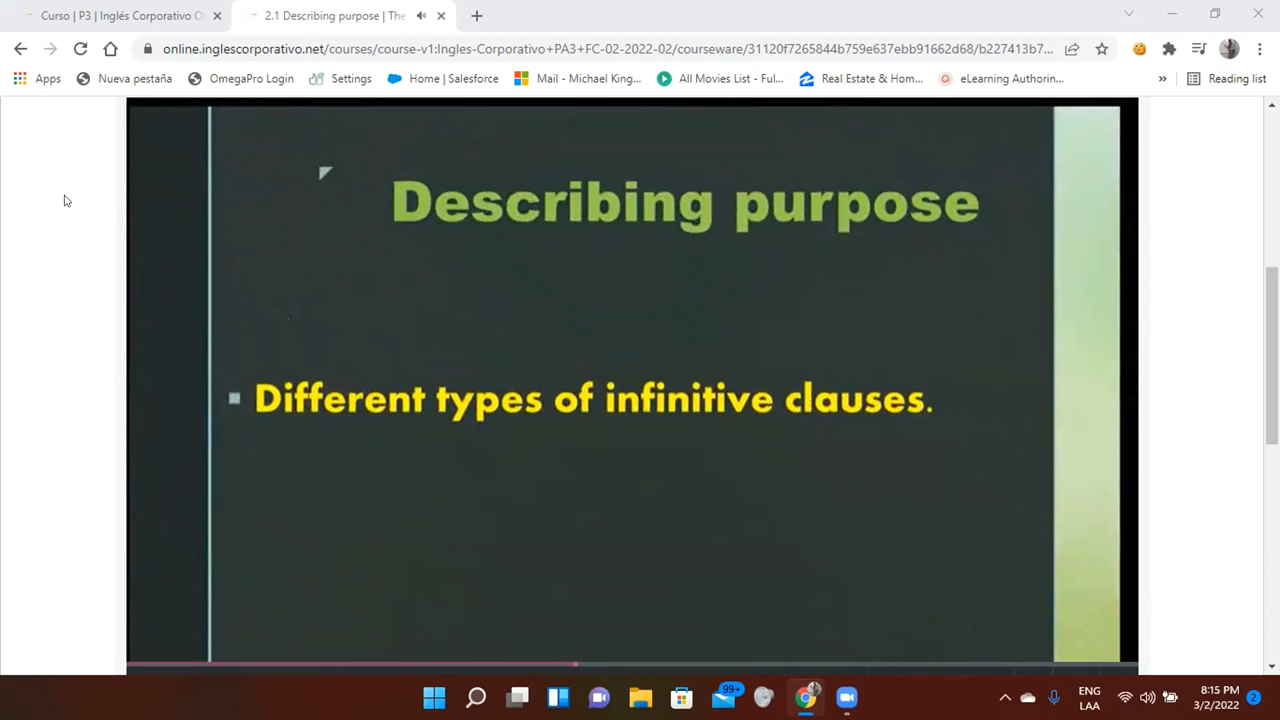 Curso | P3 | Inglés Corporativo O
2.1 Describing purpose | The
online.inglescorporativo.net/courses/course-v1:Ingles-Corporativo+PA3+FC-02-2022-02/courseware/31120f7265844b759e637ebb91662d68/b227413b7...
Apps
Nueva pestaña
OmegaPro Login
Settings
Home | Salesforce
Mail - Michael King...
All Movies List - Ful...
Real Estate & Hom...
eLearning Authorin...
»
Reading list
Describing purpose
Different types of infinitive clauses.
99+
ENG
LAA
8:15 PM
3/2/2022
2